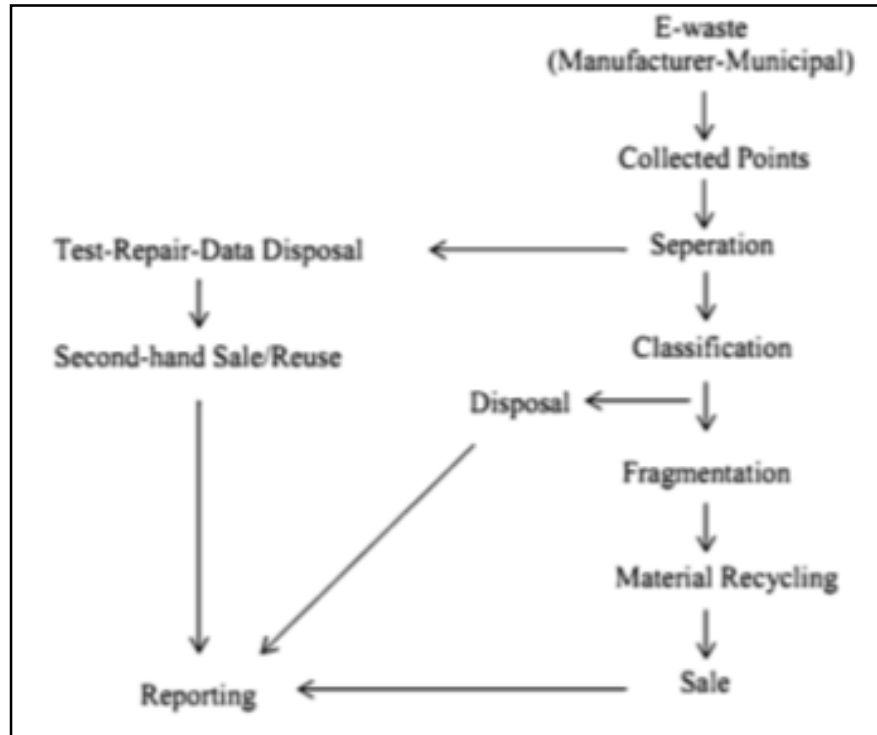 E-waste
(Manufacturer-Municipal)
Collected Points
Test-Repair-Data Disposal
Seperation
Second-hand Sale/Reuse
Classification
Disposal
Fragmentation
Material Recycling
Reporting
Sale